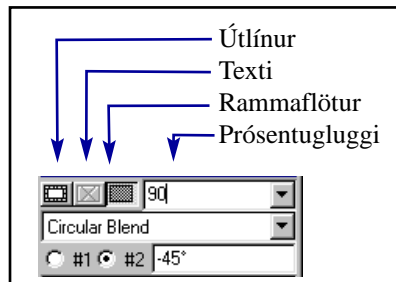 Útlínur
Texti
Rammaflötur
Prósentugluggi
90
Circular Blend
#1 #2 -45°